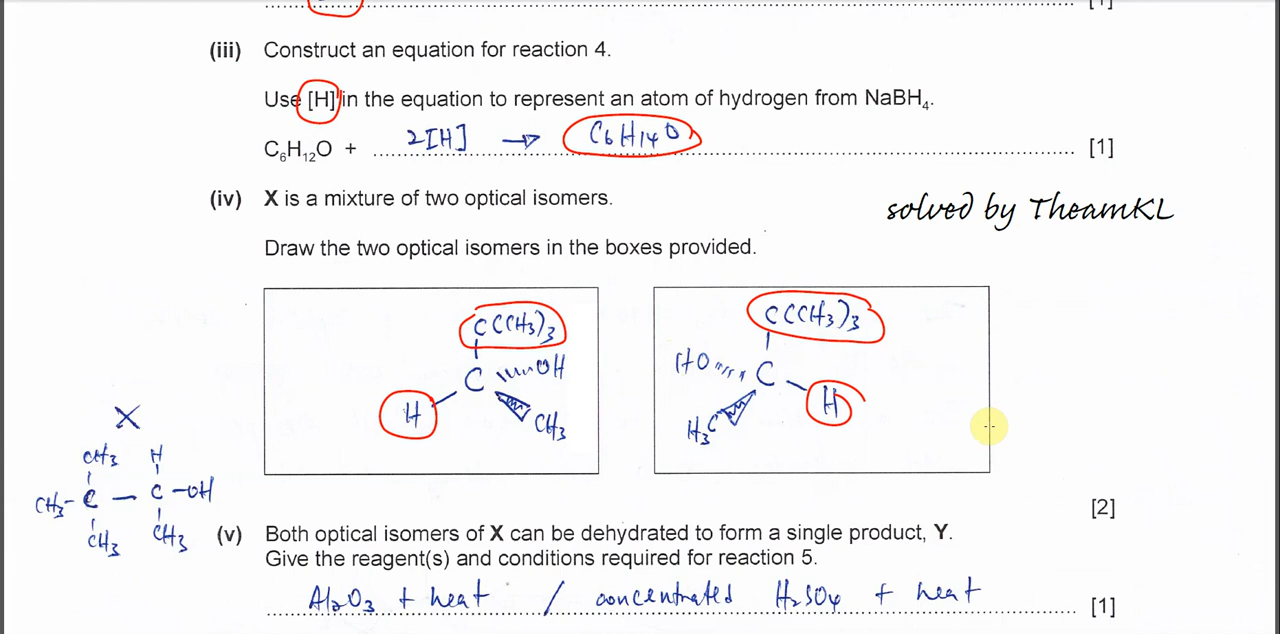 [1]
(iii) Construct an equation for reaction 4.
Use [H] in the equation to represent an atom of hydrogen from NaBH₄.
C₆H₁₂O + 2[H] → C₆H₁₄O [1]
(iv) X is a mixture of two optical isomers.
solved by TheamKL
Draw the two optical isomers in the boxes provided.
C(CH₃)₃
C OH
H
CH₃
C(CH₃)₃
HO C
H
H₃C
[2]
X
CH₃ H
CH₃- C — C -OH
CH₃ CH₃
(v) Both optical isomers of X can be dehydrated to form a single product, Y.
Give the reagent(s) and conditions required for reaction 5.
Al₂O₃ + heat / concentrated H₂SO₄ + heat [1]